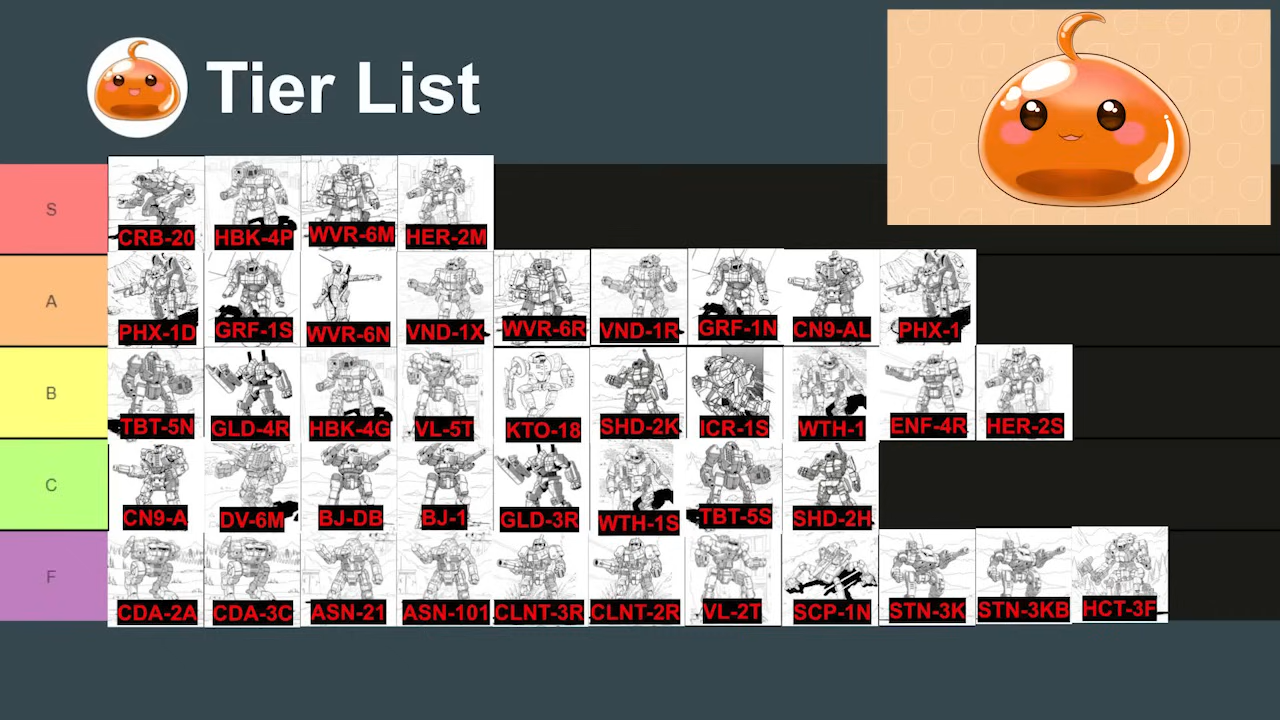 Tier List
S
CRB-20 HBK-4P WVR-6M HER-2M
A
PHX-1D GRF-1S WVR-6N VND-1X WVR-6R VND-1R GRF-1N CN9-AL PHX-1
B
TBT-5N GLD-4R HBK-4G VL-5T KTO-18 SHD-2K ICR-1S WTH-1 ENF-4R HER-2S
C
CN9-A DV-6M BJ-DB BJ-1 GLD-3R WTH-1S TBT-5S SHD-2H
F
CDA-2A CDA-3C ASN-21 ASN-101 CLNT-3R CLNT-2R VL-2T SCP-1N STN-3K STN-3KB HCT-3F